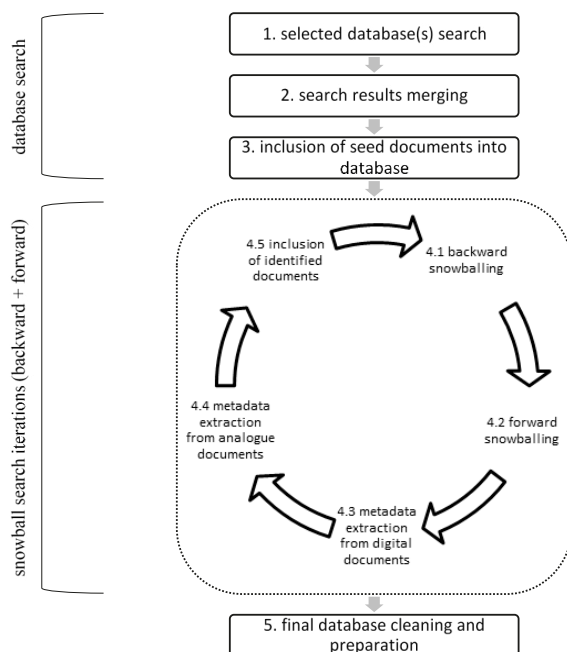 database search
1. selected database(s) search
2. search results merging
3. inclusion of seed documents into
database
snowball search iterations (backward + forward)
4.1 backward
snowballing
4.2 forward
snowballing
4.3 metadata
extraction
from digital
documents
4.4 metadata
extraction
from analogue
documents
4.5 inclusion
of identified
documents
5. final database cleaning and
preparation